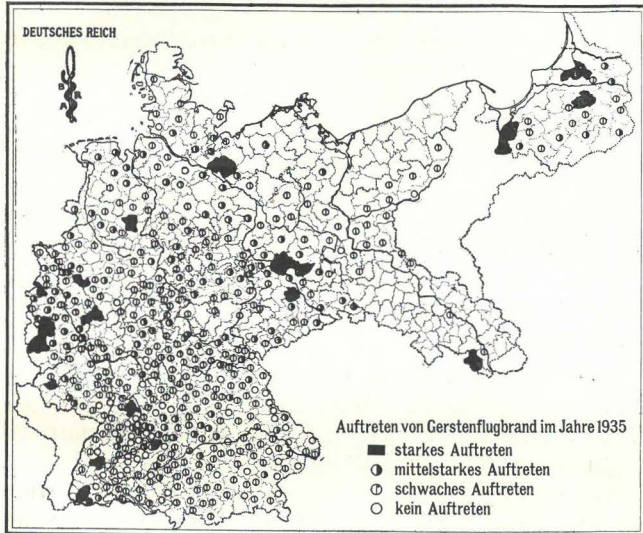 DEUTSCHES REICH
B
R
A
Auftreten von Gerstenflugbrand im Jahre 1935
starkes Auftreten
mittelstarkes Auftreten
schwaches Auftreten
kein Auftreten